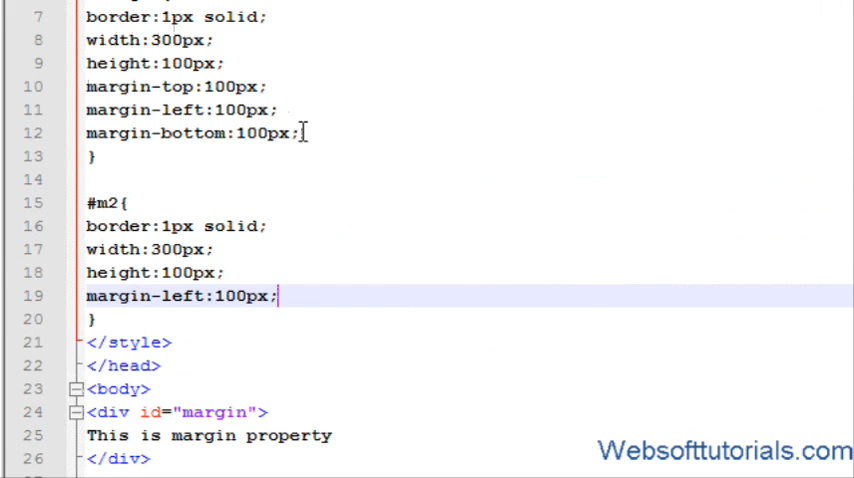 7 border:1px solid;
8 width:300px;
9 height:100px;
10 margin-top:100px;
11 margin-left:100px;
12 margin-bottom:100px;
13 }
14
15 #m2{
16 border:1px solid;
17 width:300px;
18 height:100px;
19 margin-left:100px;
20 }
21 </style>
22 </head>
23 <body>
24 <div id="margin">
25 This is margin property
26 </div>
Websofttutorials.com